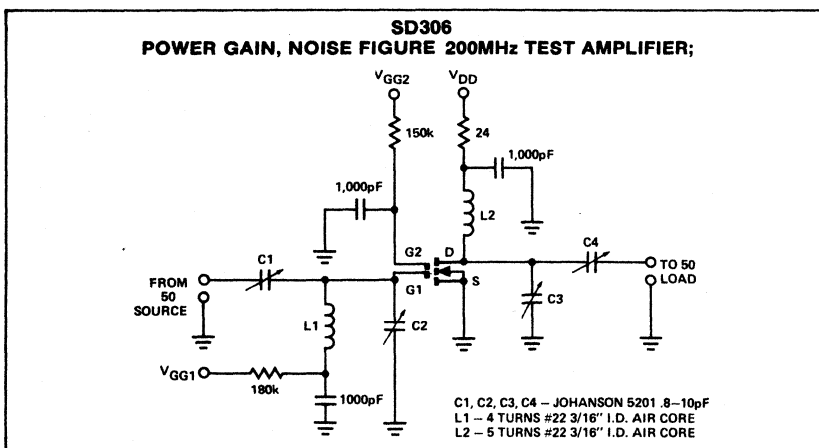 SD306
POWER GAIN, NOISE FIGURE 200MHz TEST AMPLIFIER;
VGG2
VDD
150k
24
1,000pF
1,000pF
L2
C1
G2
D
C4
FROM
50
SOURCE
G1
S
TO 50
LOAD
L1
C2
C3
VGG1
180k
1000pF
C1, C2, C3, C4 – JOHANSON 5201 .8–10pF
L1 – 4 TURNS #22 3/16" I.D. AIR CORE
L2 – 5 TURNS #22 3/16" I.D. AIR CORE